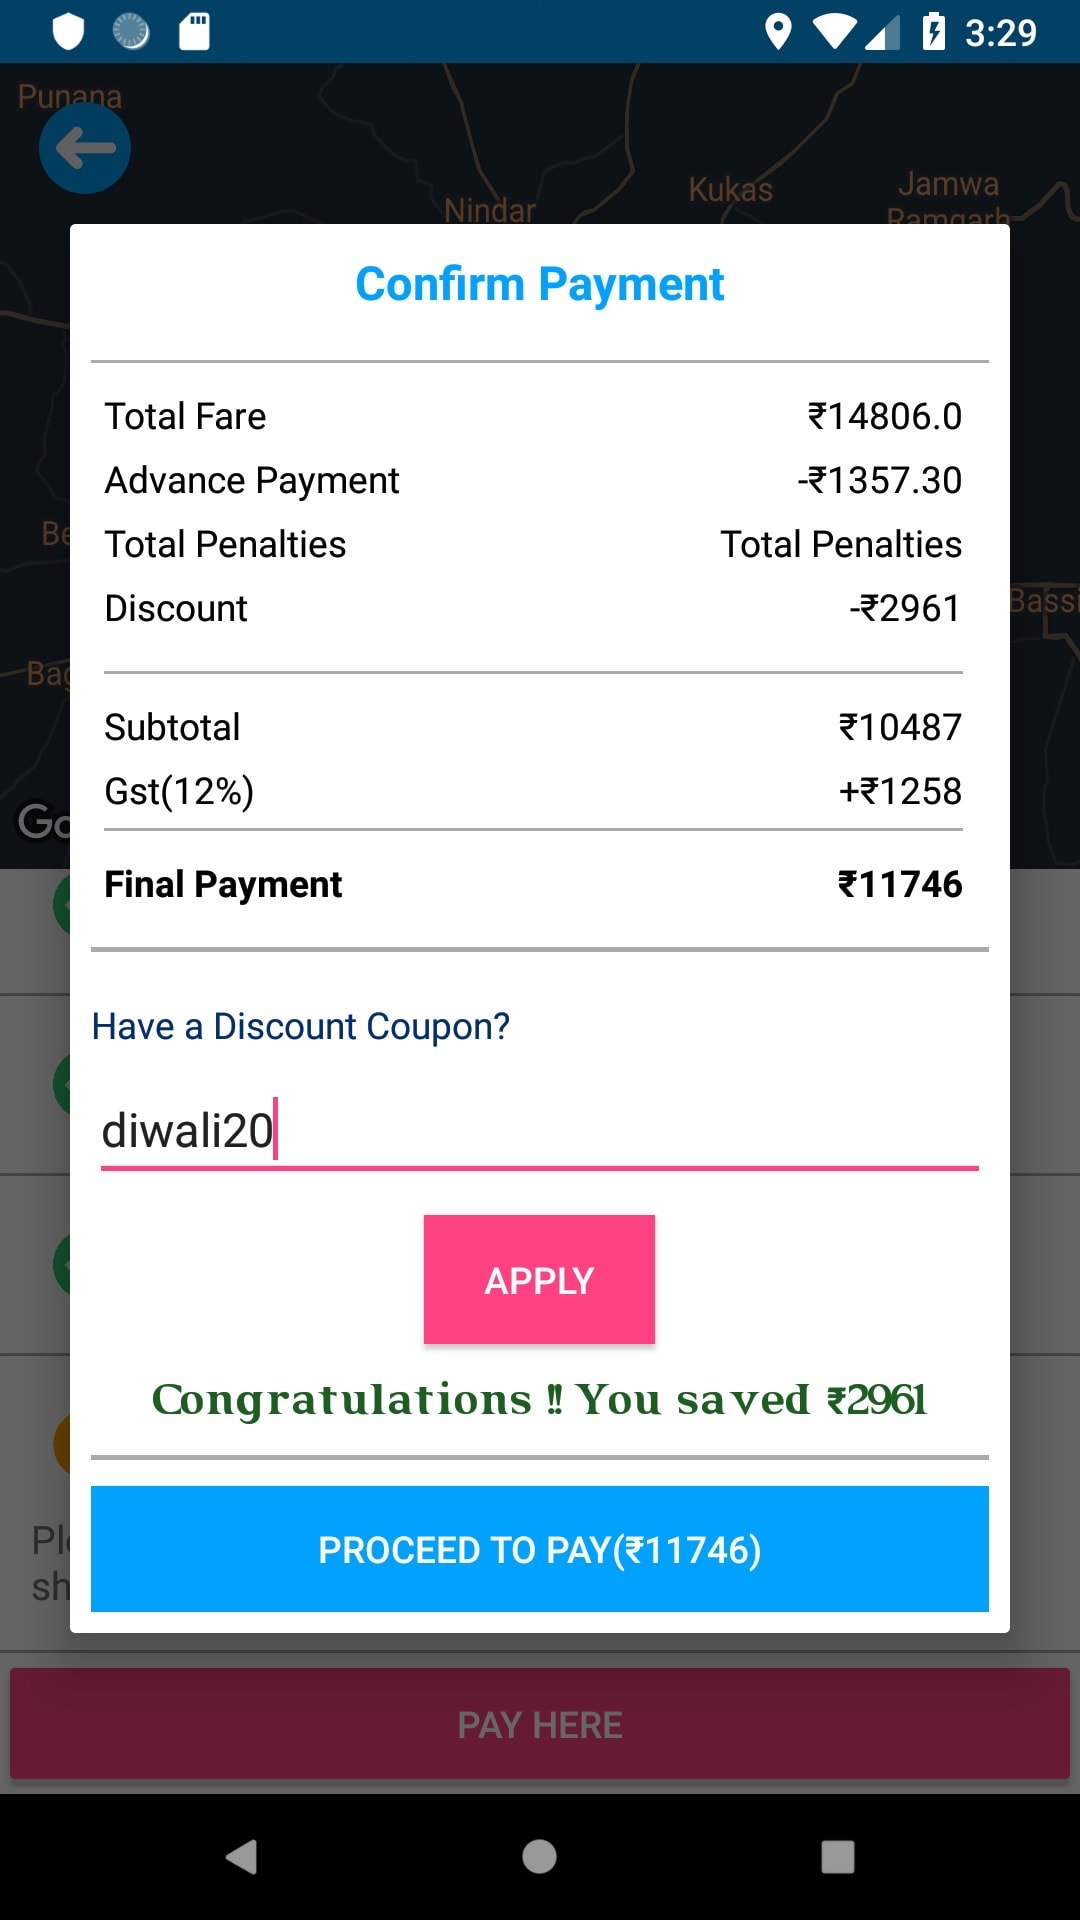 3:29
Punana
Nindar
Kukas
Jamwa
Ramgarh
Confirm Payment
Total Fare ₹14806.0
Advance Payment -₹1357.30
Total Penalties Total Penalties
Be
Discount -₹2961
Bassi
Bag
Subtotal ₹10487
Gst(12%) +₹1258
Go
Final Payment ₹11746
Have a Discount Coupon?
diwali20
APPLY
Congratulations !! You saved ₹2961
PROCEED TO PAY(₹11746)
Ple
sh
PAY HERE